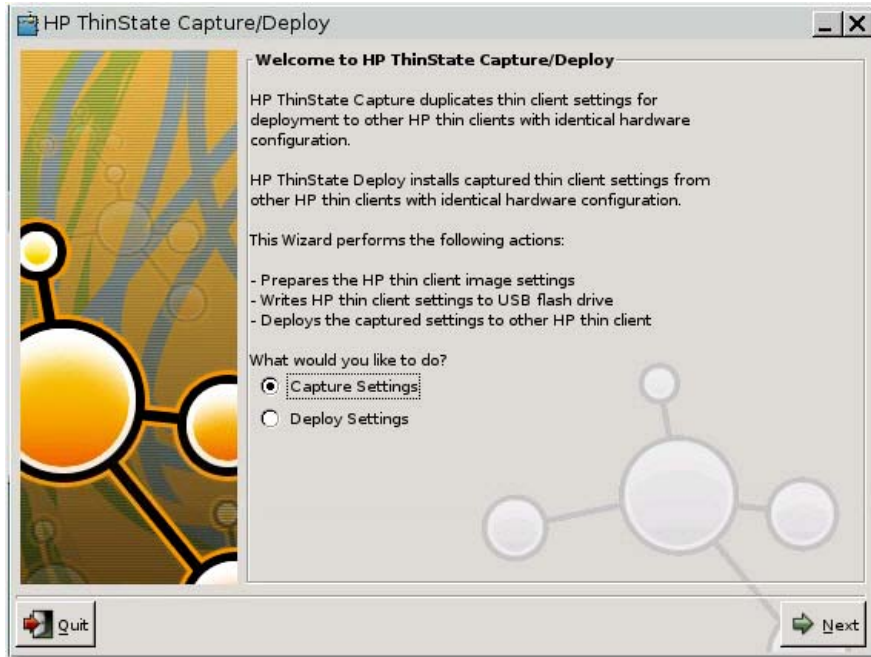 HP ThinState Capture/Deploy
Welcome to HP ThinState Capture/Deploy
HP ThinState Capture duplicates thin client settings for
deployment to other HP thin clients with identical hardware
configuration.
HP ThinState Deploy installs captured thin client settings from
other HP thin clients with identical hardware configuration.
This Wizard performs the following actions:
- Prepares the HP thin client image settings
- Writes HP thin client settings to USB flash drive
- Deploys the captured settings to other HP thin client
What would you like to do?
Capture Settings
Deploy Settings
Quit
Next